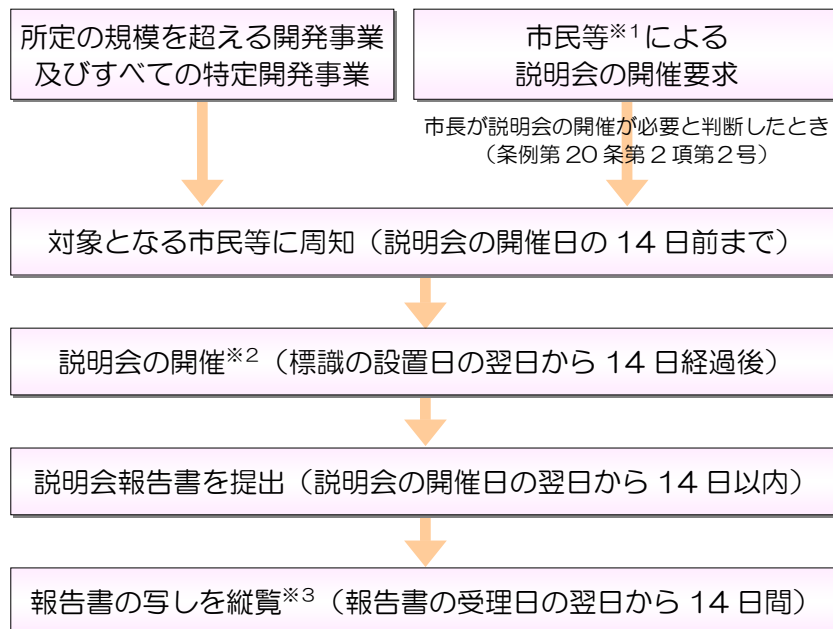 所定の規模を超える開発事業
及びすべての特定開発事業
市民等※1による
説明会の開催要求
市長が説明会の開催が必要と判断したとき
（条例第20条第2項第2号）
対象となる市民等に周知（説明会の開催日の14日前まで）
説明会の開催※2（標識の設置日の翌日から14日経過後）
説明会報告書を提出（説明会の開催日の翌日から14日以内）
報告書の写しを縦覧※3（報告書の受理日の翌日から14日間）